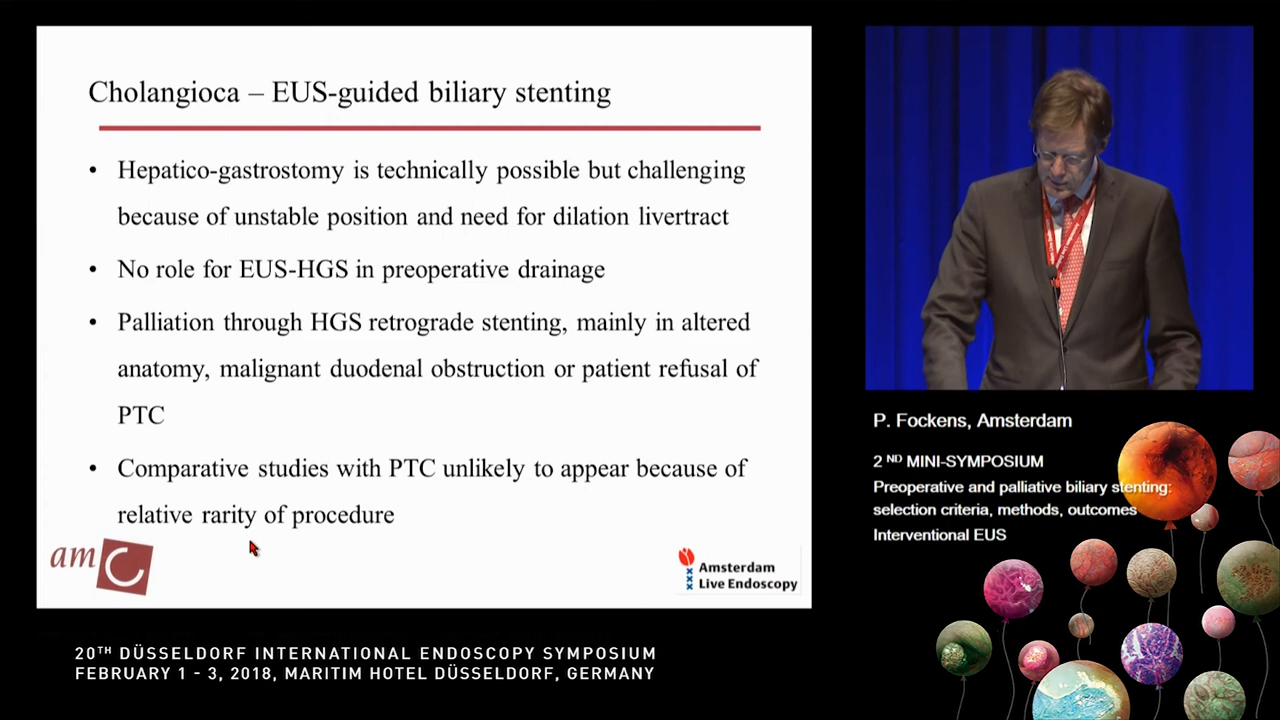 Cholangioca – EUS-guided biliary stenting
• Hepatico-gastrostomy is technically possible but challenging
because of unstable position and need for dilation livertract
• No role for EUS-HGS in preoperative drainage
• Palliation through HGS retrograde stenting, mainly in altered
anatomy, malignant duodenal obstruction or patient refusal of
PTC
• Comparative studies with PTC unlikely to appear because of
relative rarity of procedure
amC
Amsterdam
Live Endoscopy
P. Fockens, Amsterdam
2 ND MINI-SYMPOSIUM
Preoperative and palliative biliary stenting:
selection criteria, methods, outcomes
Interventional EUS
20TH DÜSSELDORF INTERNATIONAL ENDOSCOPY SYMPOSIUM
FEBRUARY 1 - 3, 2018, MARITIM HOTEL DÜSSELDORF, GERMANY